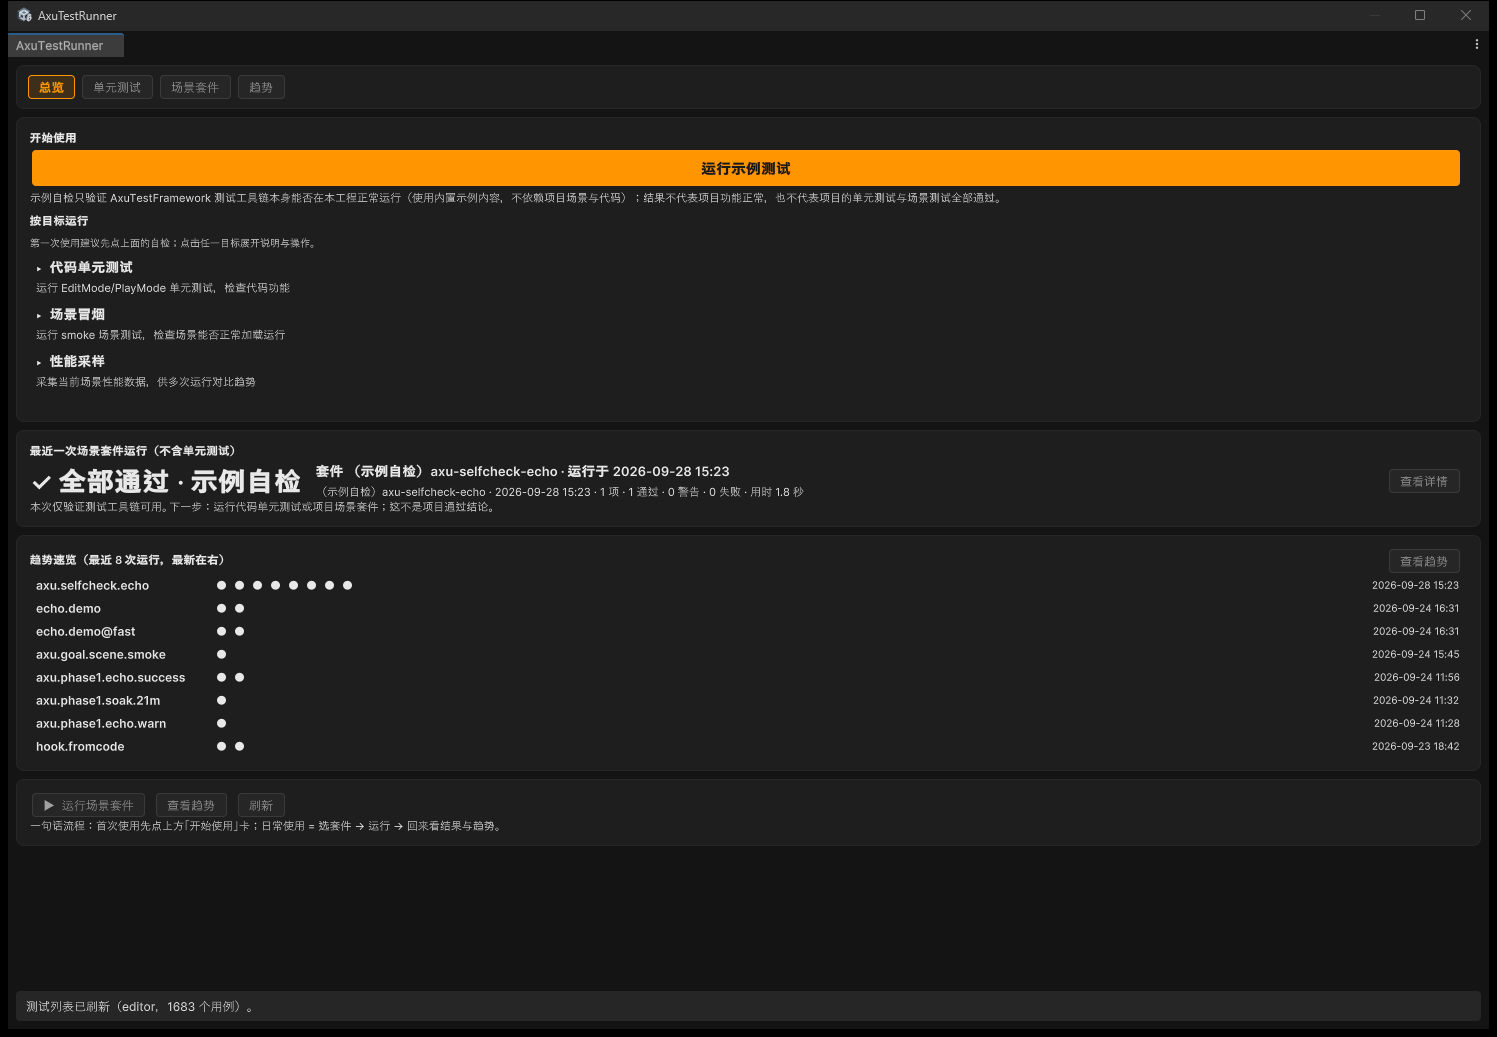 AxuTestRunner
AxuTestRunner
总览 单元测试 场景套件 趋势
开始使用
运行示例测试
示例自检只验证 AxuTestFramework 测试工具链本身能否在本工程正常运行（使用内置示例内容，不依赖项目场景与代码）；结果不代表项目功能正常，也不代表项目的单元测试与场景测试全部通过。
按目标运行
第一次使用建议先点上面的自检；点击任一目标展开说明与操作。
▸ 代码单元测试
运行 EditMode/PlayMode 单元测试，检查代码功能
▸ 场景冒烟
运行 smoke 场景测试，检查场景能否正常加载运行
▸ 性能采样
采集当前场景性能数据，供多次运行对比趋势
最近一次场景套件运行（不含单元测试）
✓ 全部通过 · 示例自检
套件 （示例自检）axu-selfcheck-echo · 运行于 2026-09-28 15:23
（示例自检）axu-selfcheck-echo · 2026-09-28 15:23 · 1 项 · 1 通过 · 0 警告 · 0 失败 · 用时 1.8 秒
查看详情
本次仅验证测试工具链可用。下一步：运行代码单元测试或项目场景套件；这不是项目通过结论。
趋势速览（最近 8 次运行，最新在右）
查看趋势
axu.selfcheck.echo 2026-09-28 15:23
echo.demo 2026-09-24 16:31
echo.demo@fast 2026-09-24 16:31
axu.goal.scene.smoke 2026-09-24 15:45
axu.phase1.echo.success 2026-09-24 11:56
axu.phase1.soak.21m 2026-09-24 11:32
axu.phase1.echo.warn 2026-09-24 11:28
hook.fromcode 2026-09-23 18:42
▶ 运行场景套件 查看趋势 刷新
一句话流程：首次使用先点上方「开始使用」卡；日常使用 = 选套件 → 运行 → 回来看结果与趋势。
测试列表已刷新（editor，1683 个用例）。